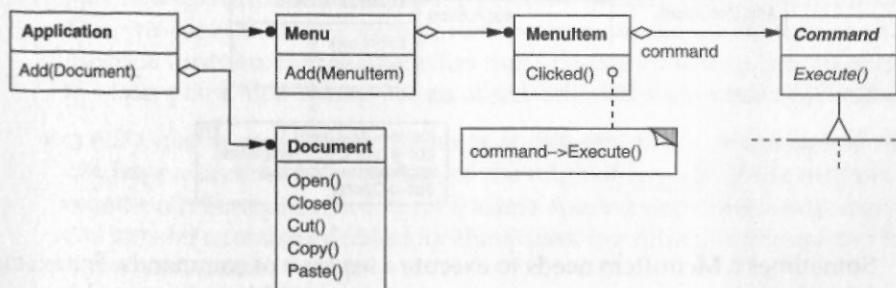 Application
Add(Document)
Menu
Add(MenuItem)
MenuItem
Clicked()
command
Command
Execute()
command->Execute()
Document
Open()
Close()
Cut()
Copy()
Paste()